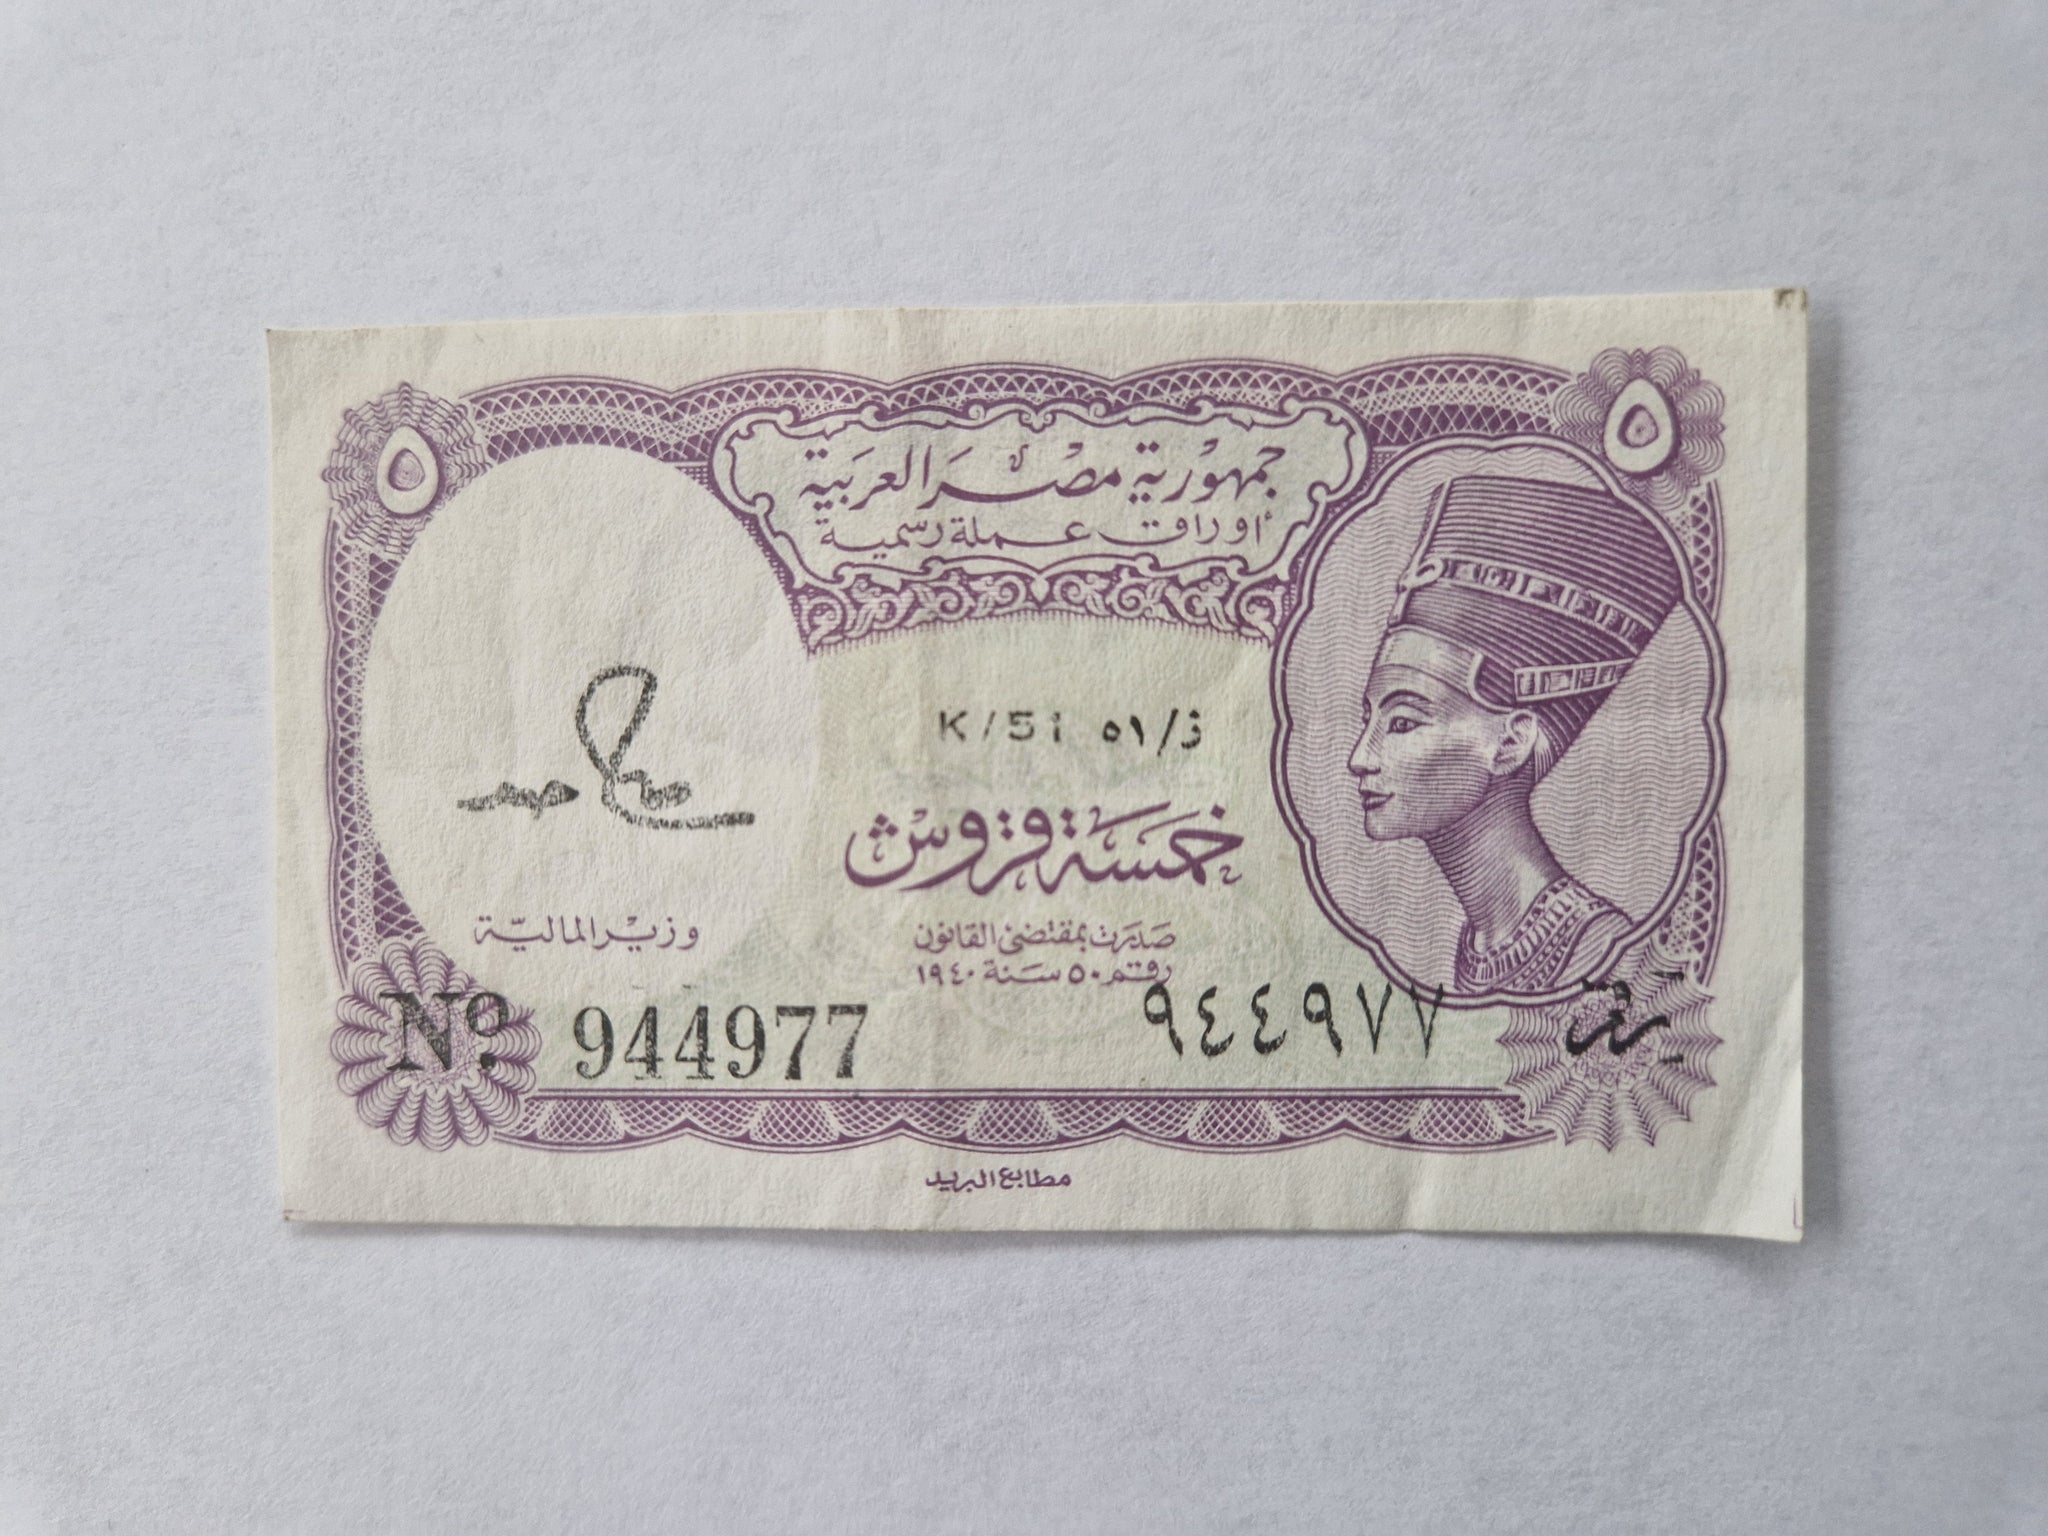 ٥ ٥
جمهورية مصر العربية
أوراق عملة رسمية
K/51 ٥١/ز
خمسة قروش
وزير المالية
صدرت بمقتضى القانون
رقم ٥٠ سنة ١٩٤٠
No. 944977 ٩٤٤٩٧٧ رقم
مطابع البريد